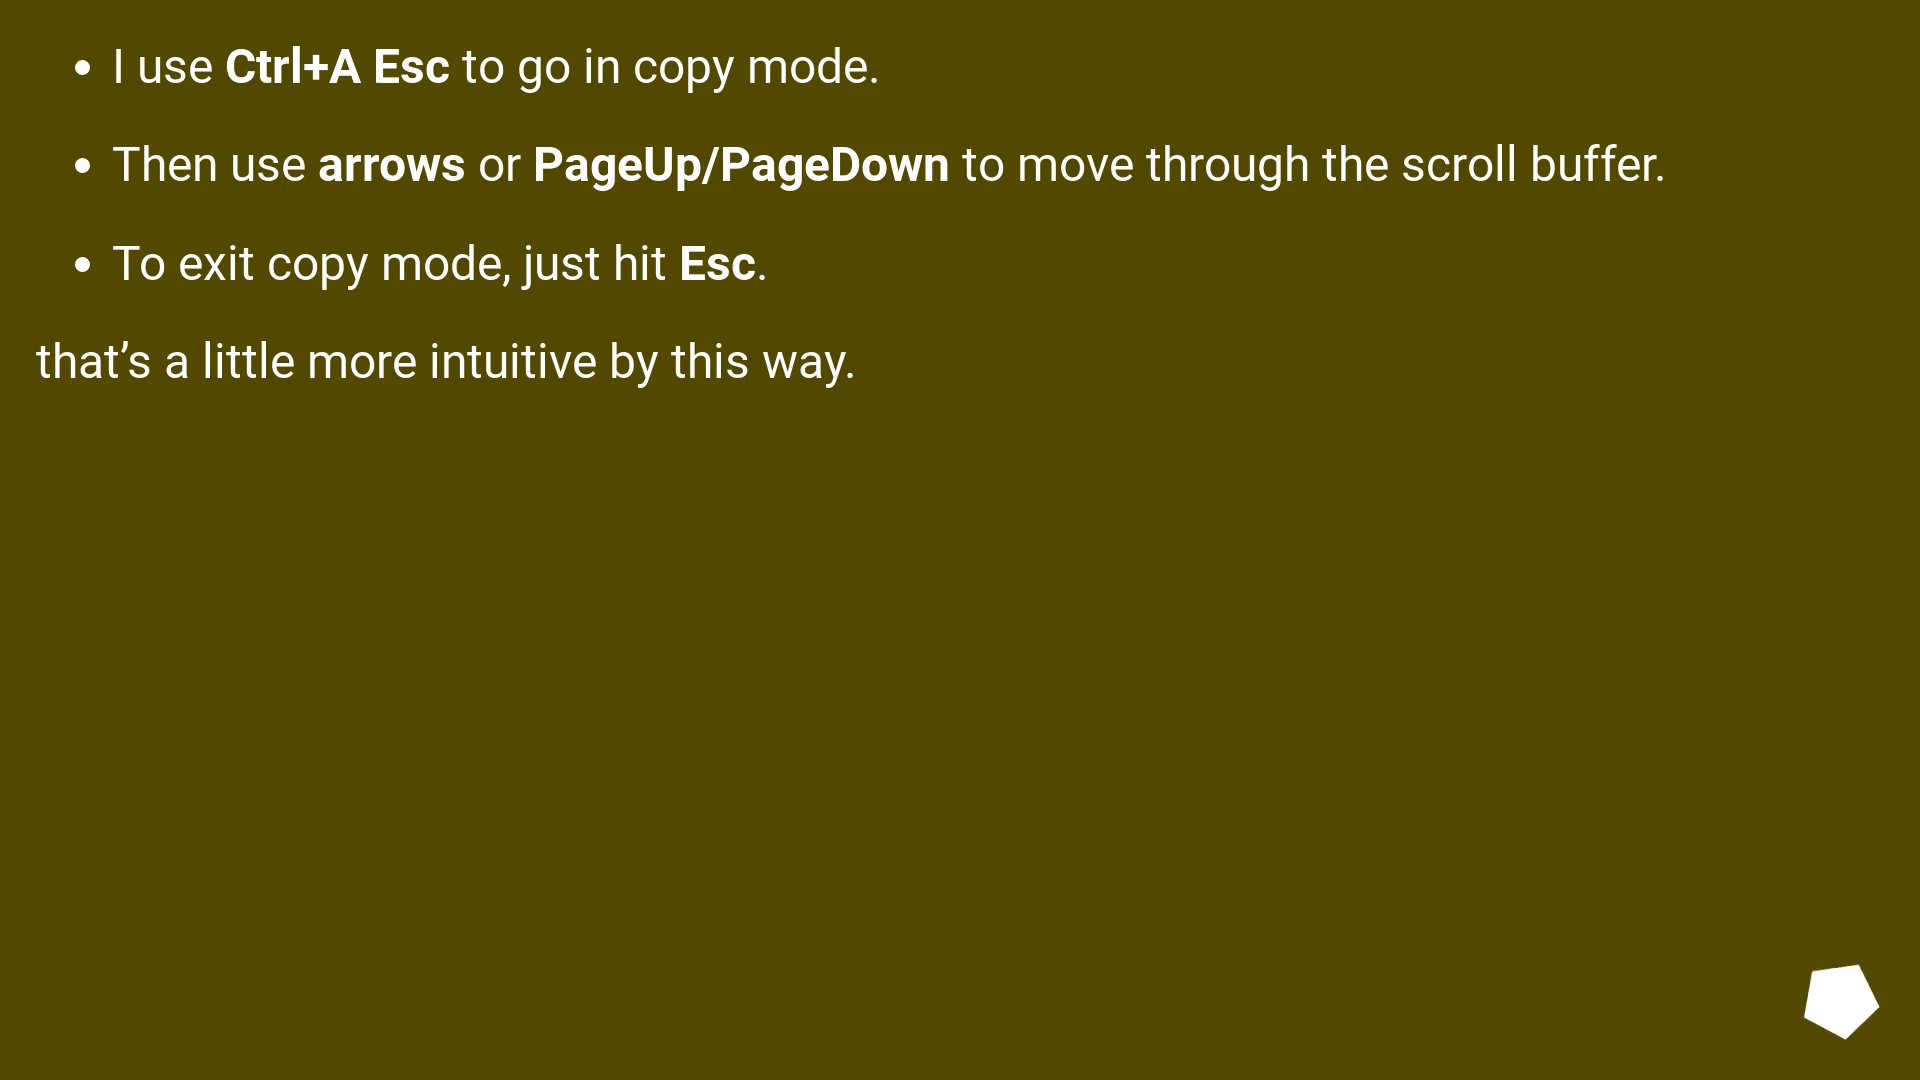 • I use Ctrl+A Esc to go in copy mode.
• Then use arrows or PageUp/PageDown to move through the scroll buffer.
• To exit copy mode, just hit Esc.
that’s a little more intuitive by this way.